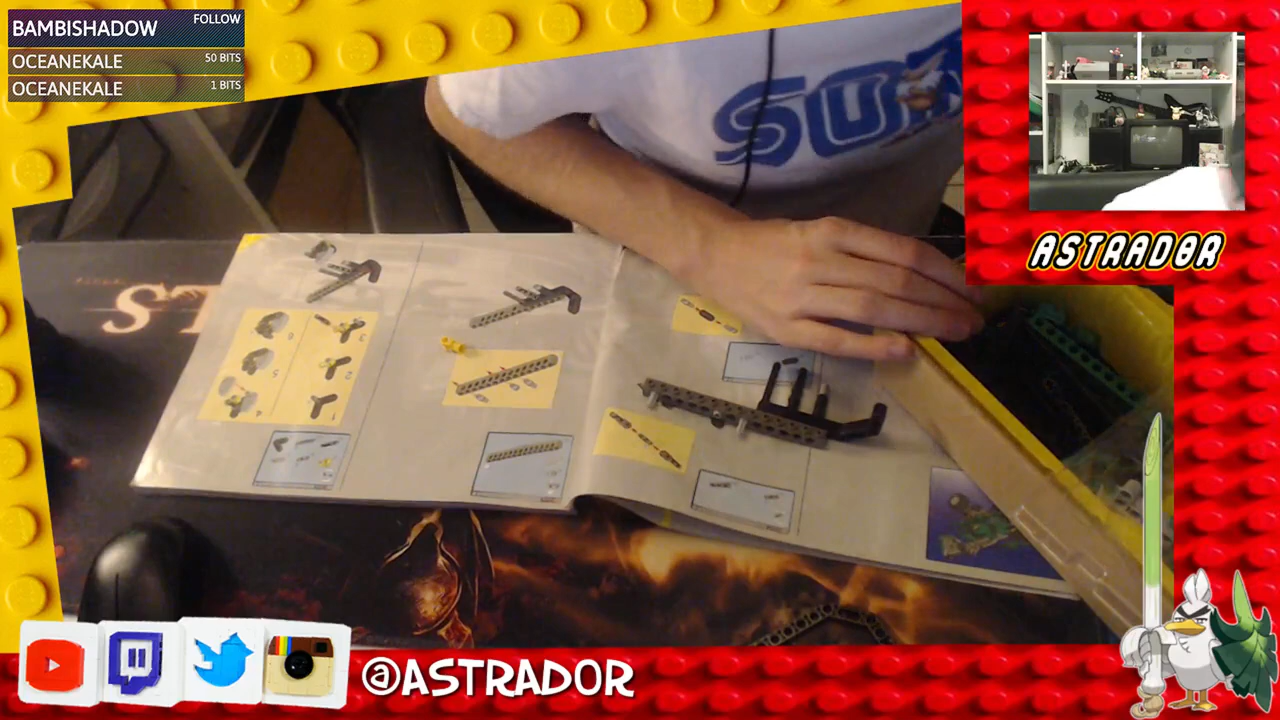 BAMBISHADOW FOLLOW
OCEANEKALE 50 BITS
OCEANEKALE 1 BITS
ASTRADOR
@ASTRADOR